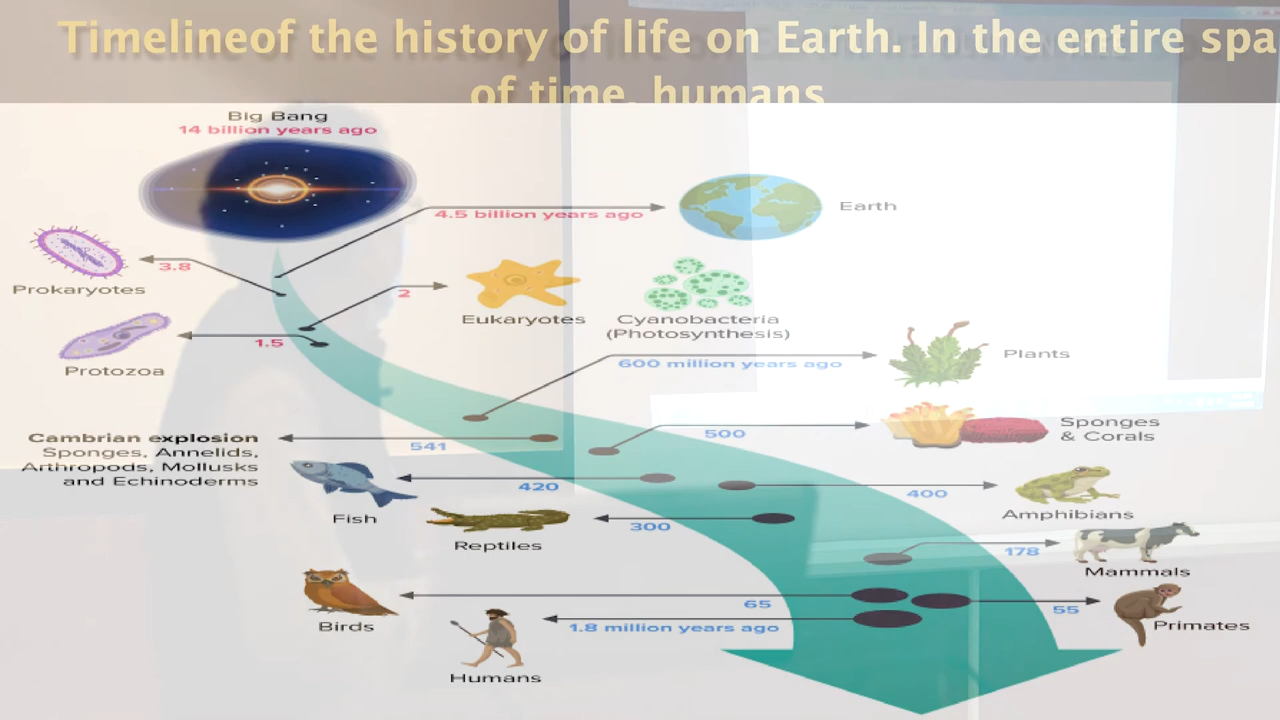 Timelineof the history of life on Earth. In the entire spa
of time, humans
Big Bang
14 billion years ago
4.5 billion years ago
Earth
3.8
Prokaryotes
2
Eukaryotes
Cyanobacteria
(Photosynthesis)
1.5
Protozoa
600 million years ago
Plants
Cambrian explosion
Sponges, Annelids,
Arthropods, Mollusks
and Echinoderms
541
500
Sponges
& Corals
420
Fish
400
Amphibians
300
Reptiles
178
Mammals
65
Birds
55
Primates
1.8 million years ago
Humans